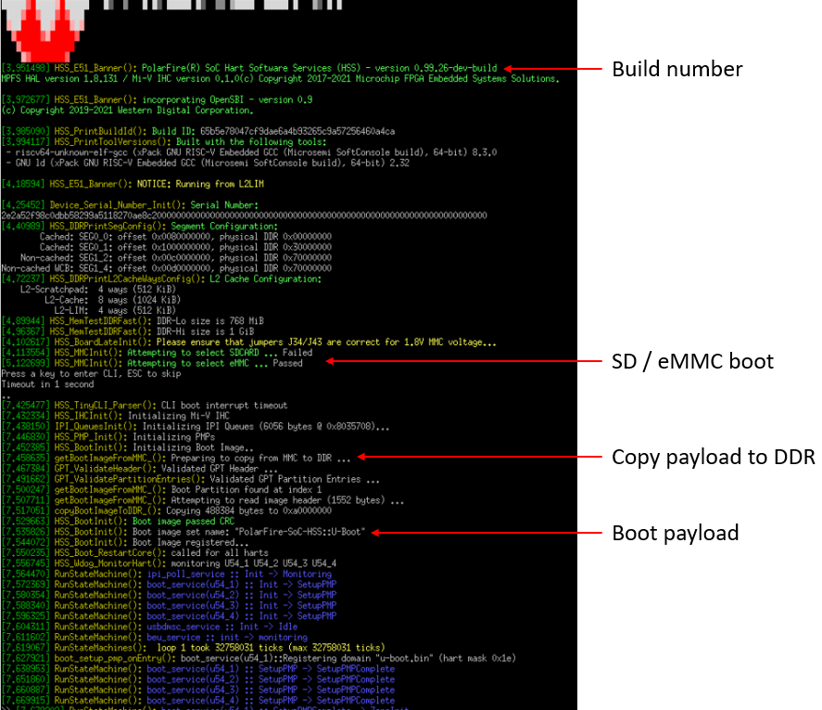 [3.951498] HSS_E51_Banner(): PolarFire(R) SoC Hart Software Services (HSS) - version 0.99.26-dev-build
MPFS HAL version 1.8.131 / Mi-V IHC version 0.1.0(c) Copyright 2017-2021 Microchip FPGA Embedded Systems Solutions.
Build number
[3.972677] HSS_E51_Banner(): incorporating OpenSBI - version 0.9
(c) Copyright 2019-2021 Western Digital Corporation.
[3.985090] HSS_PrintBuildId(): Build ID: 65b5e78047cf9dae6a4b93265c9a57256460a4ca
[3.994117] HSS_PrintToolVersions(): Built with the following tools:
- riscv64-unknown-elf-gcc (xPack GNU RISC-V Embedded GCC (Microsemi SoftConsole build), 64-bit) 8.3.0
- GNU ld (xPack GNU RISC-V Embedded GCC (Microsemi SoftConsole build), 64-bit) 2.32
[4.18594] HSS_E51_Banner(): NOTICE: Running from L2LIM
[4.25452] Device_Serial_Number_Init(): Serial Number:
[4.40989] HSS_DDRPrintSegConfig(): Segment Configuration:
Cached: SEG0_0: offset 0x0080000000, physical DDR 0x00000000
Cached: SEG0_1: offset 0x1000000000, physical DDR 0x30000000
Non-cached: SEG1_2: offset 0x00c0000000, physical DDR 0x70000000
Non-cached WCB: SEG1_4: offset 0x00d0000000, physical DDR 0x70000000
[4.72237] HSS_DDRPrintL2CacheWaysConfig(): L2 Cache Configuration:
L2-Scratchpad: 4 ways (512 KiB)
L2-Cache: 8 ways (1024 KiB)
L2-LIM: 4 ways (512 KiB)
[4.89944] HSS_MemTestDDRFast(): DDR-Lo size is 768 MiB
[4.96367] HSS_MemTestDDRFast(): DDR-Hi size is 1 GiB
[4.102617] HSS_BoardLateInit(): Please ensure that jumpers J34/J43 are correct for 1.8V MMC voltage...
[4.113554] HSS_MMCInit(): Attempting to select SDCARD ... Failed
[5.122699] HSS_MMCInit(): Attempting to select eMMC ... Passed
SD / eMMC boot
Press a key to enter CLI, ESC to skip
Timeout in 1 second
..
[7.425477] HSS_TinyCLI_Parser(): CLI boot interrupt timeout
[7.432334] HSS_IHCInit(): Initializing Mi-V IHC
[7.438150] IPI_QueuesInit(): Initializing IPI Queues (6056 bytes @ 0x8035708)...
[7.446830] HSS_PMP_Init(): Initializing PMPs
[7.452385] HSS_BootInit(): Initializing Boot Image..
[7.458635] getBootImageFromMMC_(): Preparing to copy from MMC to DDR ...
Copy payload to DDR
[7.467384] GPT_ValidateHeader(): Validated GPT Header ...
[7.491662] GPT_ValidatePartitionEntries(): Validated GPT Partition Entries ...
[7.500247] getBootImageFromMMC_(): Boot Partition found at index 1
[7.507711] getBootImageFromMMC_(): Attempting to read image header (1552 bytes) ...
[7.517051] copyBootImageToDDR_(): Copying 488384 bytes to 0xa0000000
[7.529663] HSS_BootInit(): Boot image passed CRC
[7.535826] HSS_BootInit(): Boot image set name: "PolarFire-SoC-HSS::U-Boot"
Boot payload
[7.544072] HSS_BootInit(): Boot Image registered...
[7.550235] HSS_Boot_RestartCore(): called for all harts
[7.556745] HSS_Wdog_MonitorHart(): monitoring U54_1 U54_2 U54_3 U54_4
[7.564470] RunStateMachine(): ipi_poll_service :: Init -> Monitoring
[7.572369] RunStateMachine(): boot_service(u54_1) :: Init -> SetupPMP
[7.580354] RunStateMachine(): boot_service(u54_2) :: Init -> SetupPMP
[7.588340] RunStateMachine(): boot_service(u54_3) :: Init -> SetupPMP
[7.596325] RunStateMachine(): boot_service(u54_4) :: Init -> SetupPMP
[7.604311] RunStateMachine(): usbdmsc_service :: Init -> Idle
[7.611602] RunStateMachine(): beu_service :: init -> monitoring
[7.619067] RunStateMachines(): loop 1 took 32758031 ticks (max 32758031 ticks)
[7.627921] boot_setup_pmp_onEntry(): boot_service(u54_1)::Registering domain "u-boot.bin" (hart mask 0x1e)
[7.638953] RunStateMachine(): boot_service(u54_1) :: SetupPMP -> SetupPMPComplete
[7.651860] RunStateMachine(): boot_service(u54_2) :: SetupPMP -> SetupPMPComplete
[7.660887] RunStateMachine(): boot_service(u54_3) :: SetupPMP -> SetupPMPComplete
[7.669915] RunStateMachine(): boot_service(u54_4) :: SetupPMP -> SetupPMPComplete